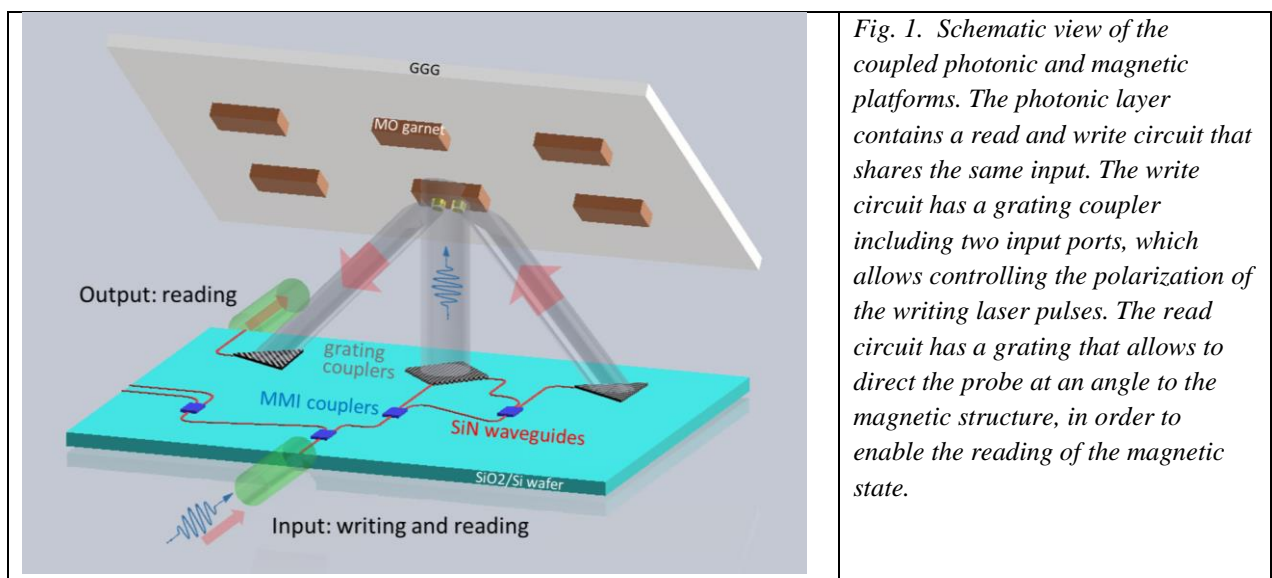 GGG
MO garnet
Output: reading
grating
couplers
MMI couplers
SiN waveguides
SiO2/Si wafer
Input: writing and reading
Fig. 1. Schematic view of the
coupled photonic and magnetic
platforms. The photonic layer
contains a read and write circuit that
shares the same input. The write
circuit has a grating coupler
including two input ports, which
allows controlling the polarization of
the writing laser pulses. The read
circuit has a grating that allows to
direct the probe at an angle to the
magnetic structure, in order to
enable the reading of the magnetic
state.